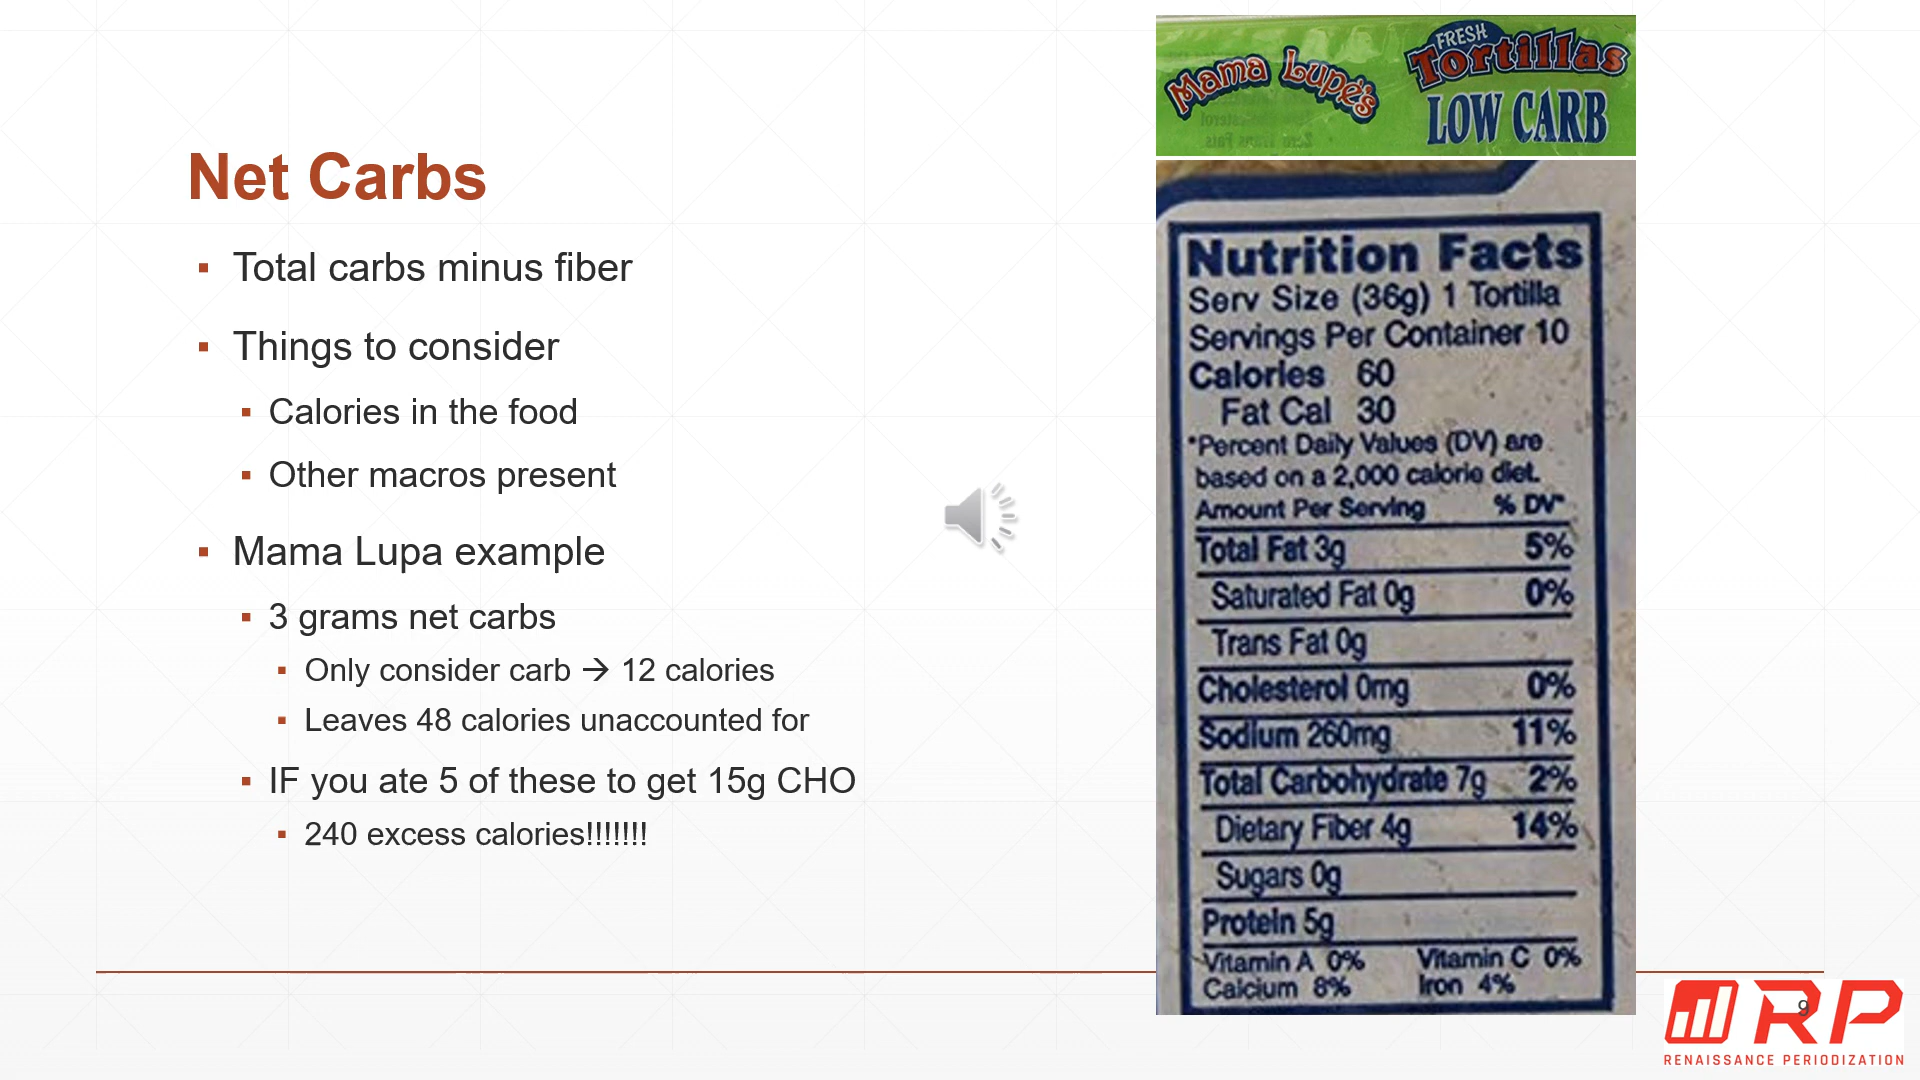 Net Carbs
▪ Total carbs minus fiber
▪ Things to consider
▪ Calories in the food
▪ Other macros present
▪ Mama Lupa example
▪ 3 grams net carbs
▪ Only consider carb → 12 calories
▪ Leaves 48 calories unaccounted for
▪ IF you ate 5 of these to get 15g CHO
▪ 240 excess calories!!!!!!!
Mama Lupe's
FRESH
Tortillas
LOW CARB
Nutrition Facts
Serv Size (36g) 1 Tortilla
Servings Per Container 10
Calories 60
Fat Cal 30
*Percent Daily Values (DV) are
based on a 2,000 calorie diet.
Amount Per Serving % DV*
Total Fat 3g 5%
Saturated Fat 0g 0%
Trans Fat 0g
Cholesterol 0mg 0%
Sodium 260mg 11%
Total Carbohydrate 7g 2%
Dietary Fiber 4g 14%
Sugars 0g
Protein 5g
Vitamin A 0% Vitamin C 0%
Calcium 8% Iron 4%
9
RP
RENAISSANCE PERIODIZATION